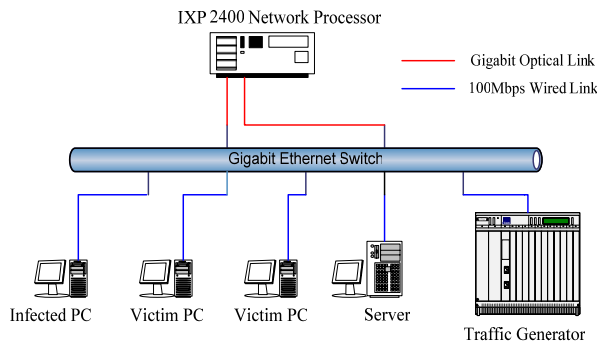 IXP 2400 Network Processor
Gigabit Optical Link
100Mbps Wired Link
Gigabit Ethernet Switch
Infected PC
Victim PC
Victim PC
Server
Traffic Generator